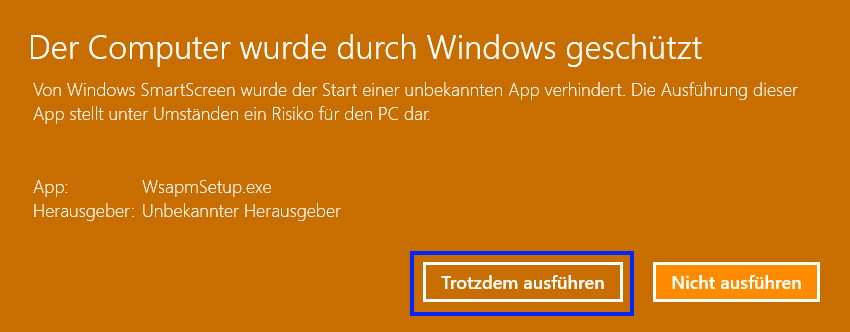 Der Computer wurde durch Windows geschützt
Von Windows SmartScreen wurde der Start einer unbekannten App verhindert. Die Ausführung dieser
App stellt unter Umständen ein Risiko für den PC dar.
App: WsapmSetup.exe
Herausgeber: Unbekannter Herausgeber
Trotzdem ausführen Nicht ausführen